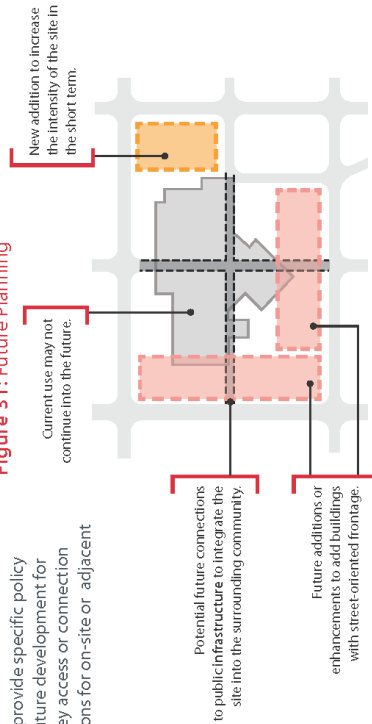 provide specific policy
ture development for
ey access or connection
ons for on-site or adjacent
Figure 31: Future Planning
Current use may not
continue into the future.
New addition to increase
the intensity of the site in
the short term.
Potential future connections
to public infrastructure to integrate the
site into the surrounding community.
Future additions or
enhancements to add buildings
with street-oriented frontage.